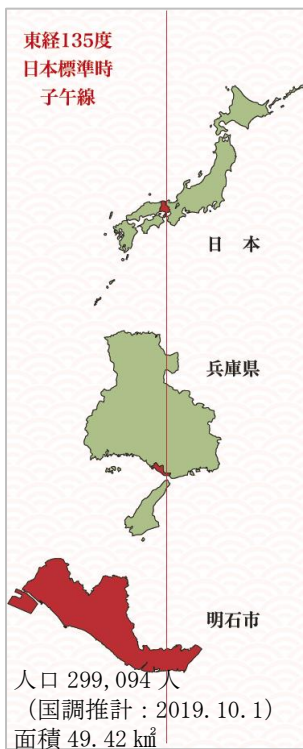 東経135度
日本標準時
子午線
日 本
兵庫県
明石市
人口 299,094 人
（国調推計：2019.10.1）
面積 49.42 ㎢